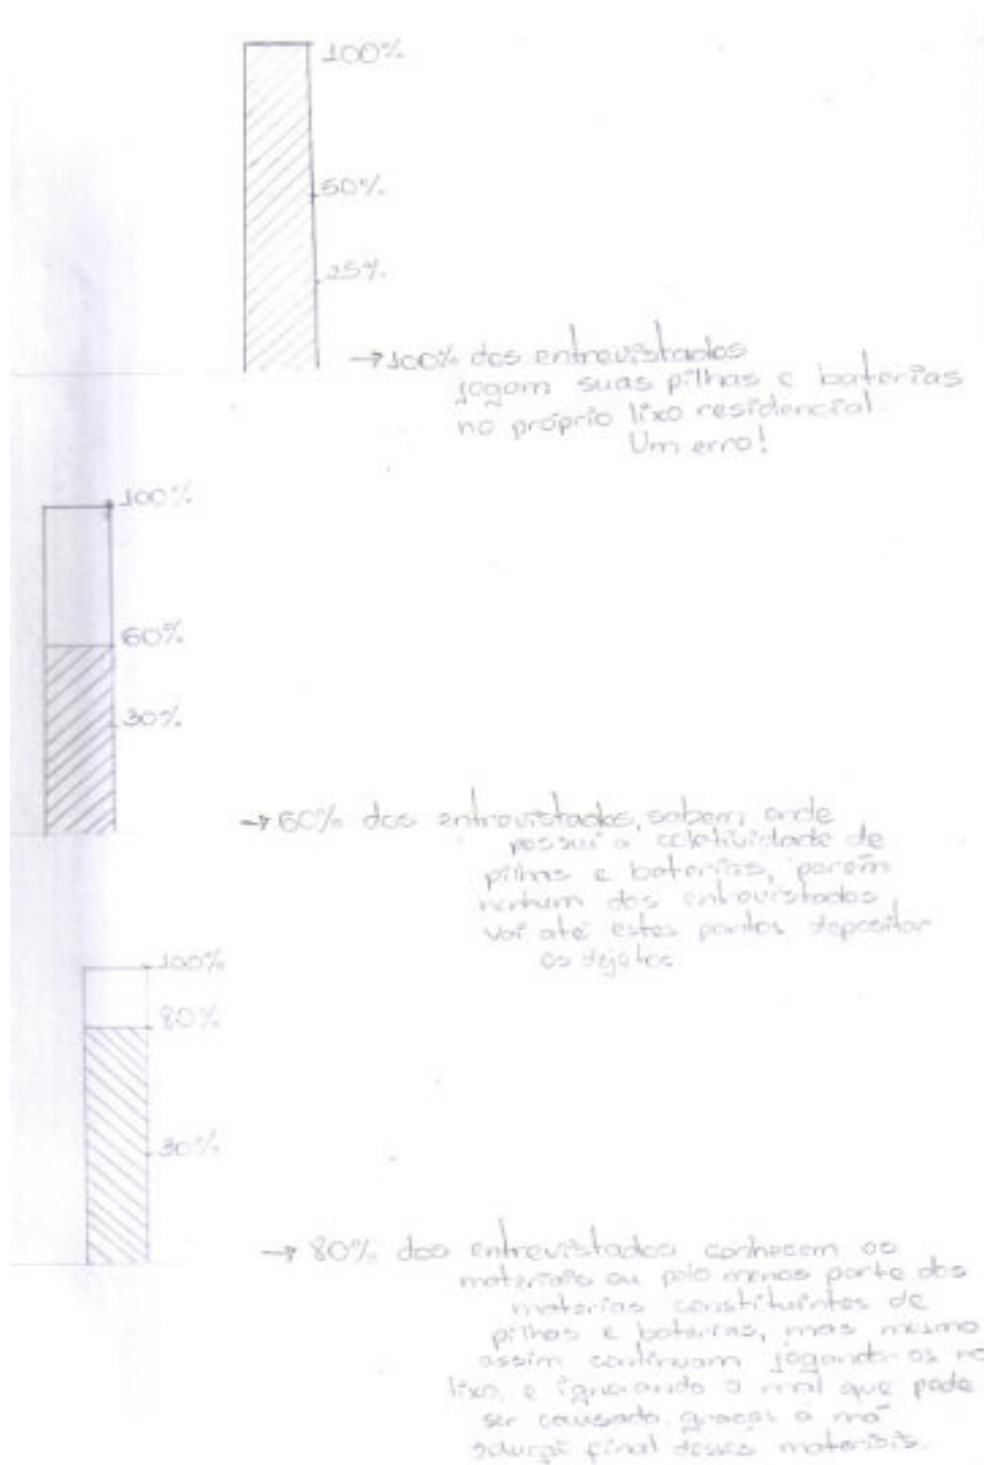 100%
50%
25%
→100% dos entrevistados
jogam suas pilhas e baterias
no próprio lixo residencial.
Um erro!
100%
60%
30%
→60% dos entrevistados, sabem onde
possui a coletividade de
pilhas e baterias, porém
nenhum dos entrevistados
vai até estes pontos depositar
os dejetos
100%
80%
30%
→80% dos entrevistados conhecem os
materiais ou pelo menos parte dos
materias constituintes de
pilhas e baterias, mas mesmo
assim continuam jogando-os no
lixo, e ignorando o mal que pode
ser causado graças a má
final desses materiais.